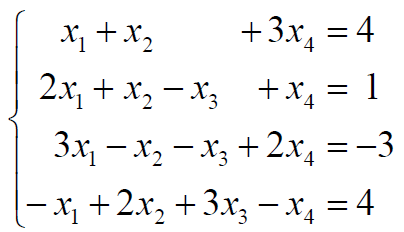 x₁ + x₂ + 3x₄ = 4
2x₁ + x₂ − x₃ + x₄ = 1
3x₁ − x₂ − x₃ + 2x₄ = −3
− x₁ + 2x₂ + 3x₃ − x₄ = 4